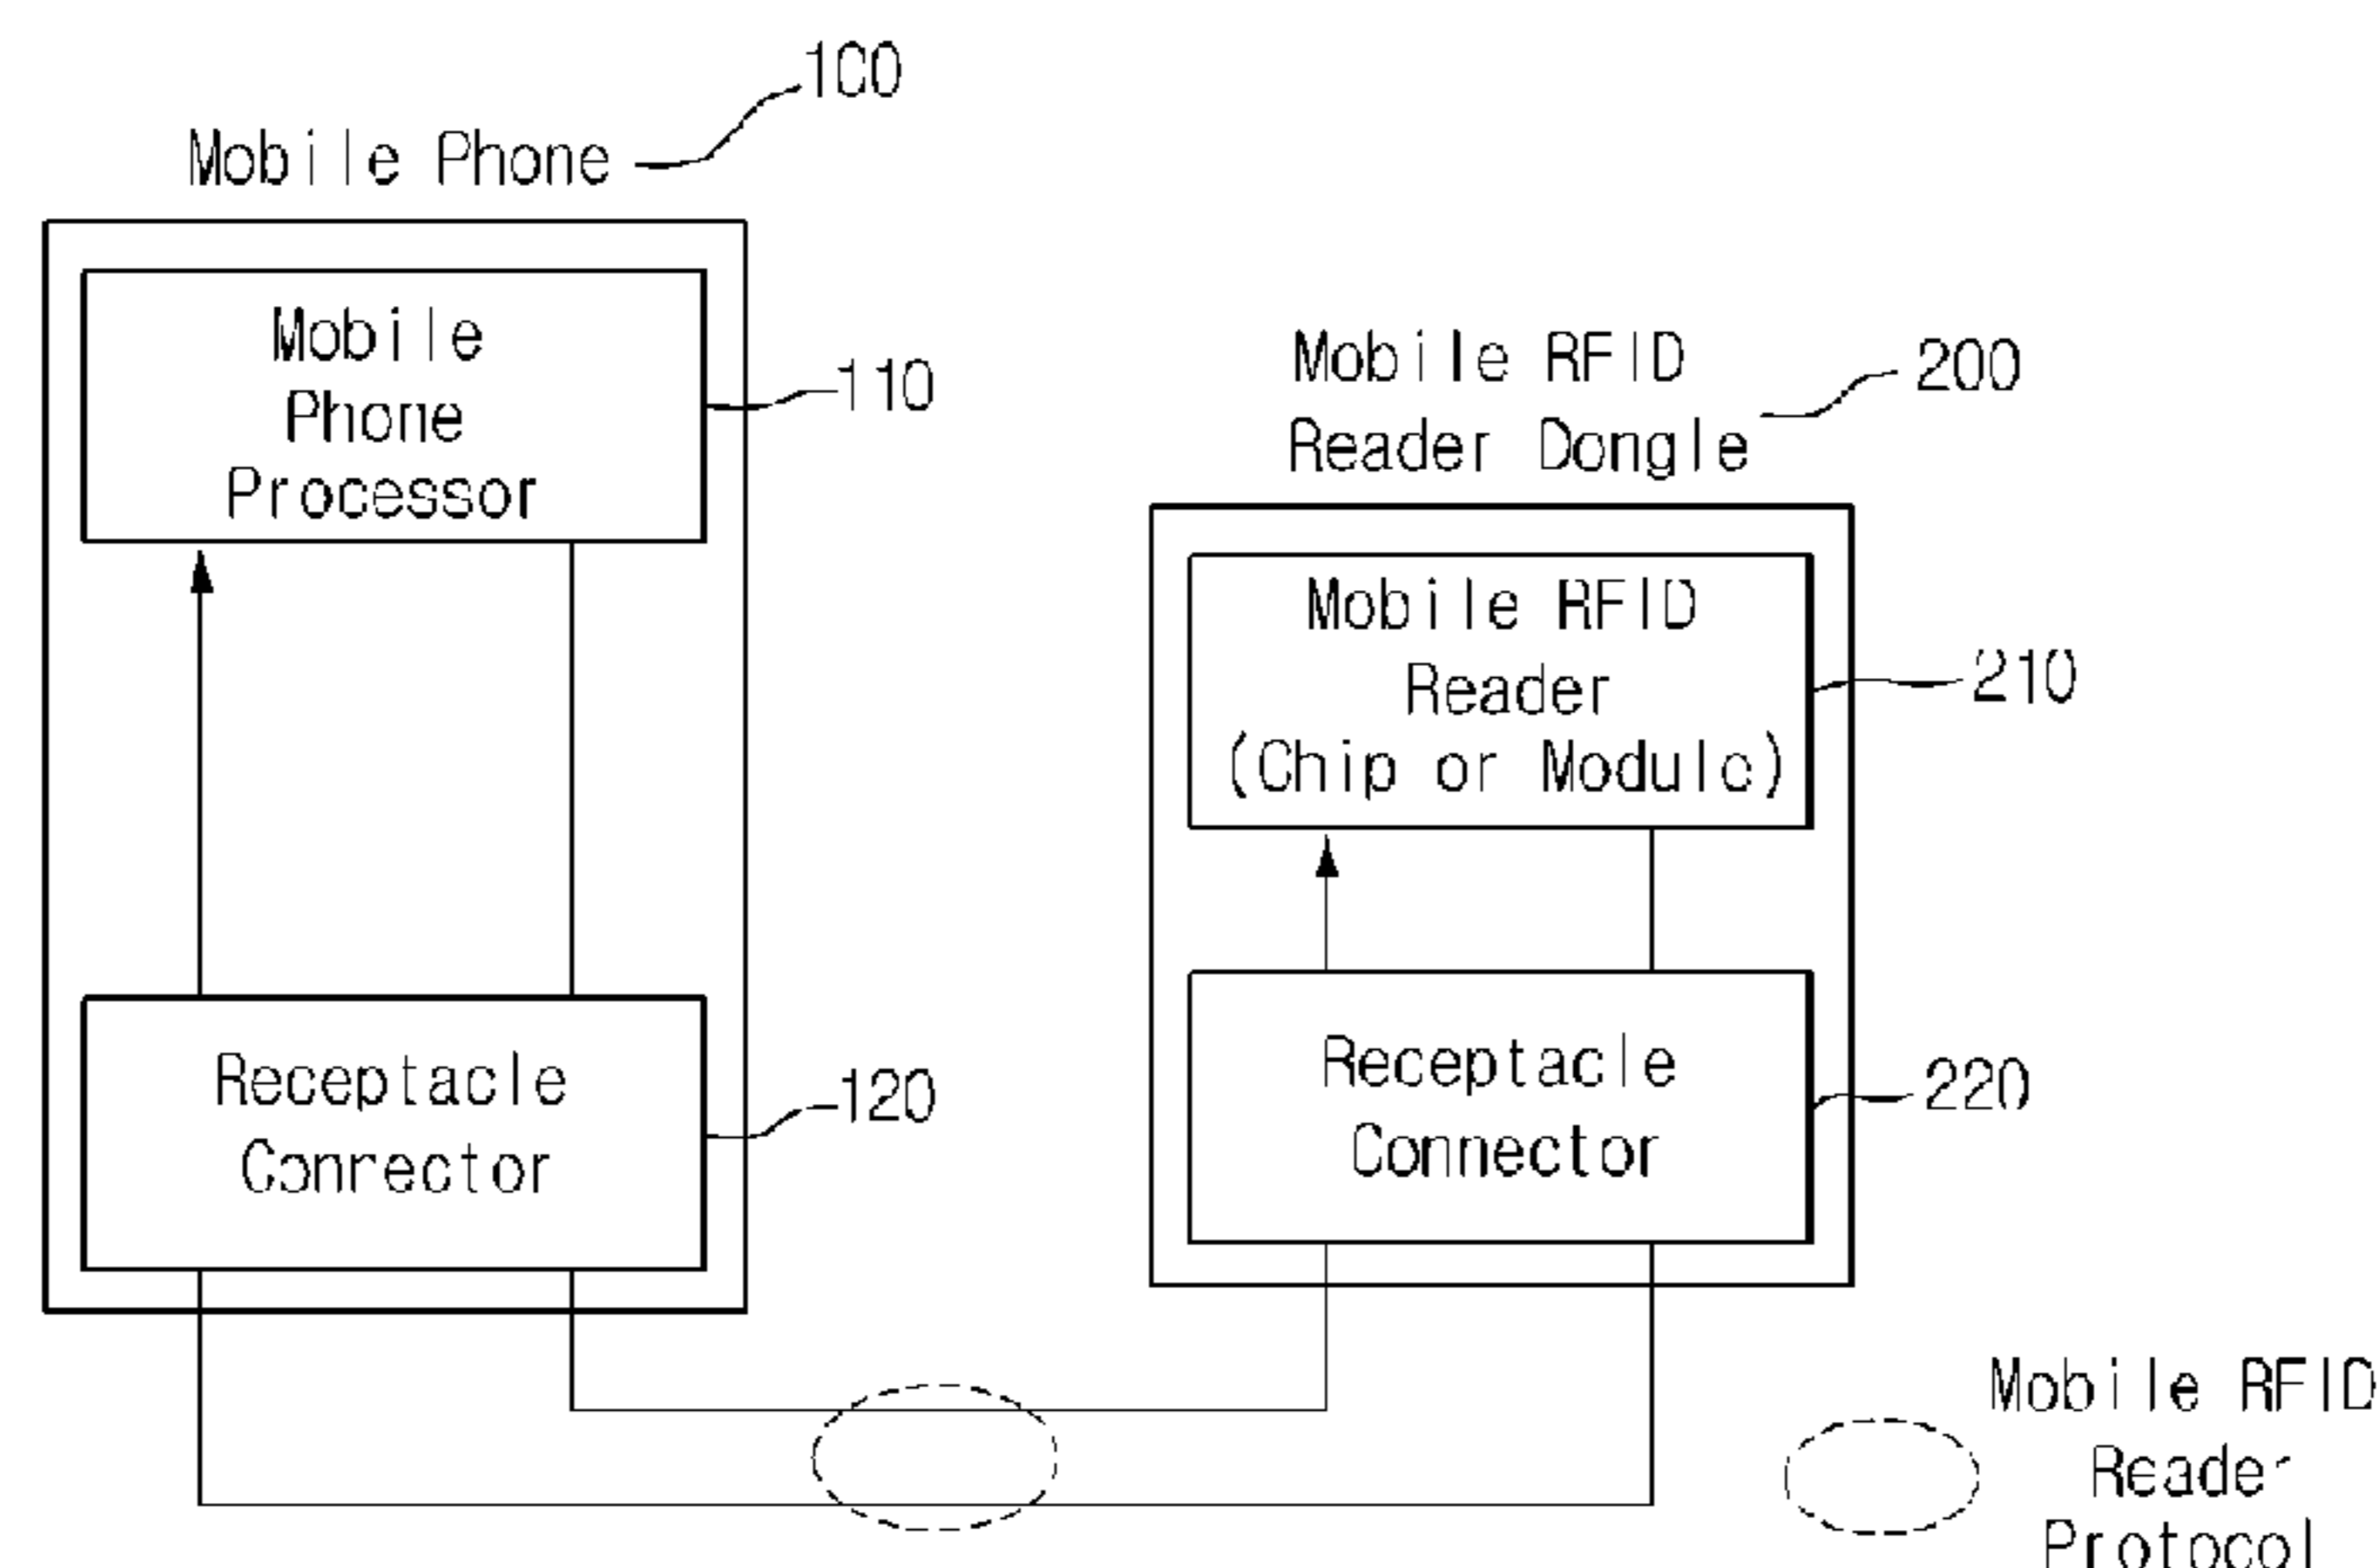 100
Mobile Phone
Mobile
Phone
Processor
110
Receptacle
Connector
120
Mobile RFID
Reader Dongle
200
Mobile RFID
Reader
(Chip or Module)
210
Receptacle
Connector
220
Mobile RFID
Reader
Protocol